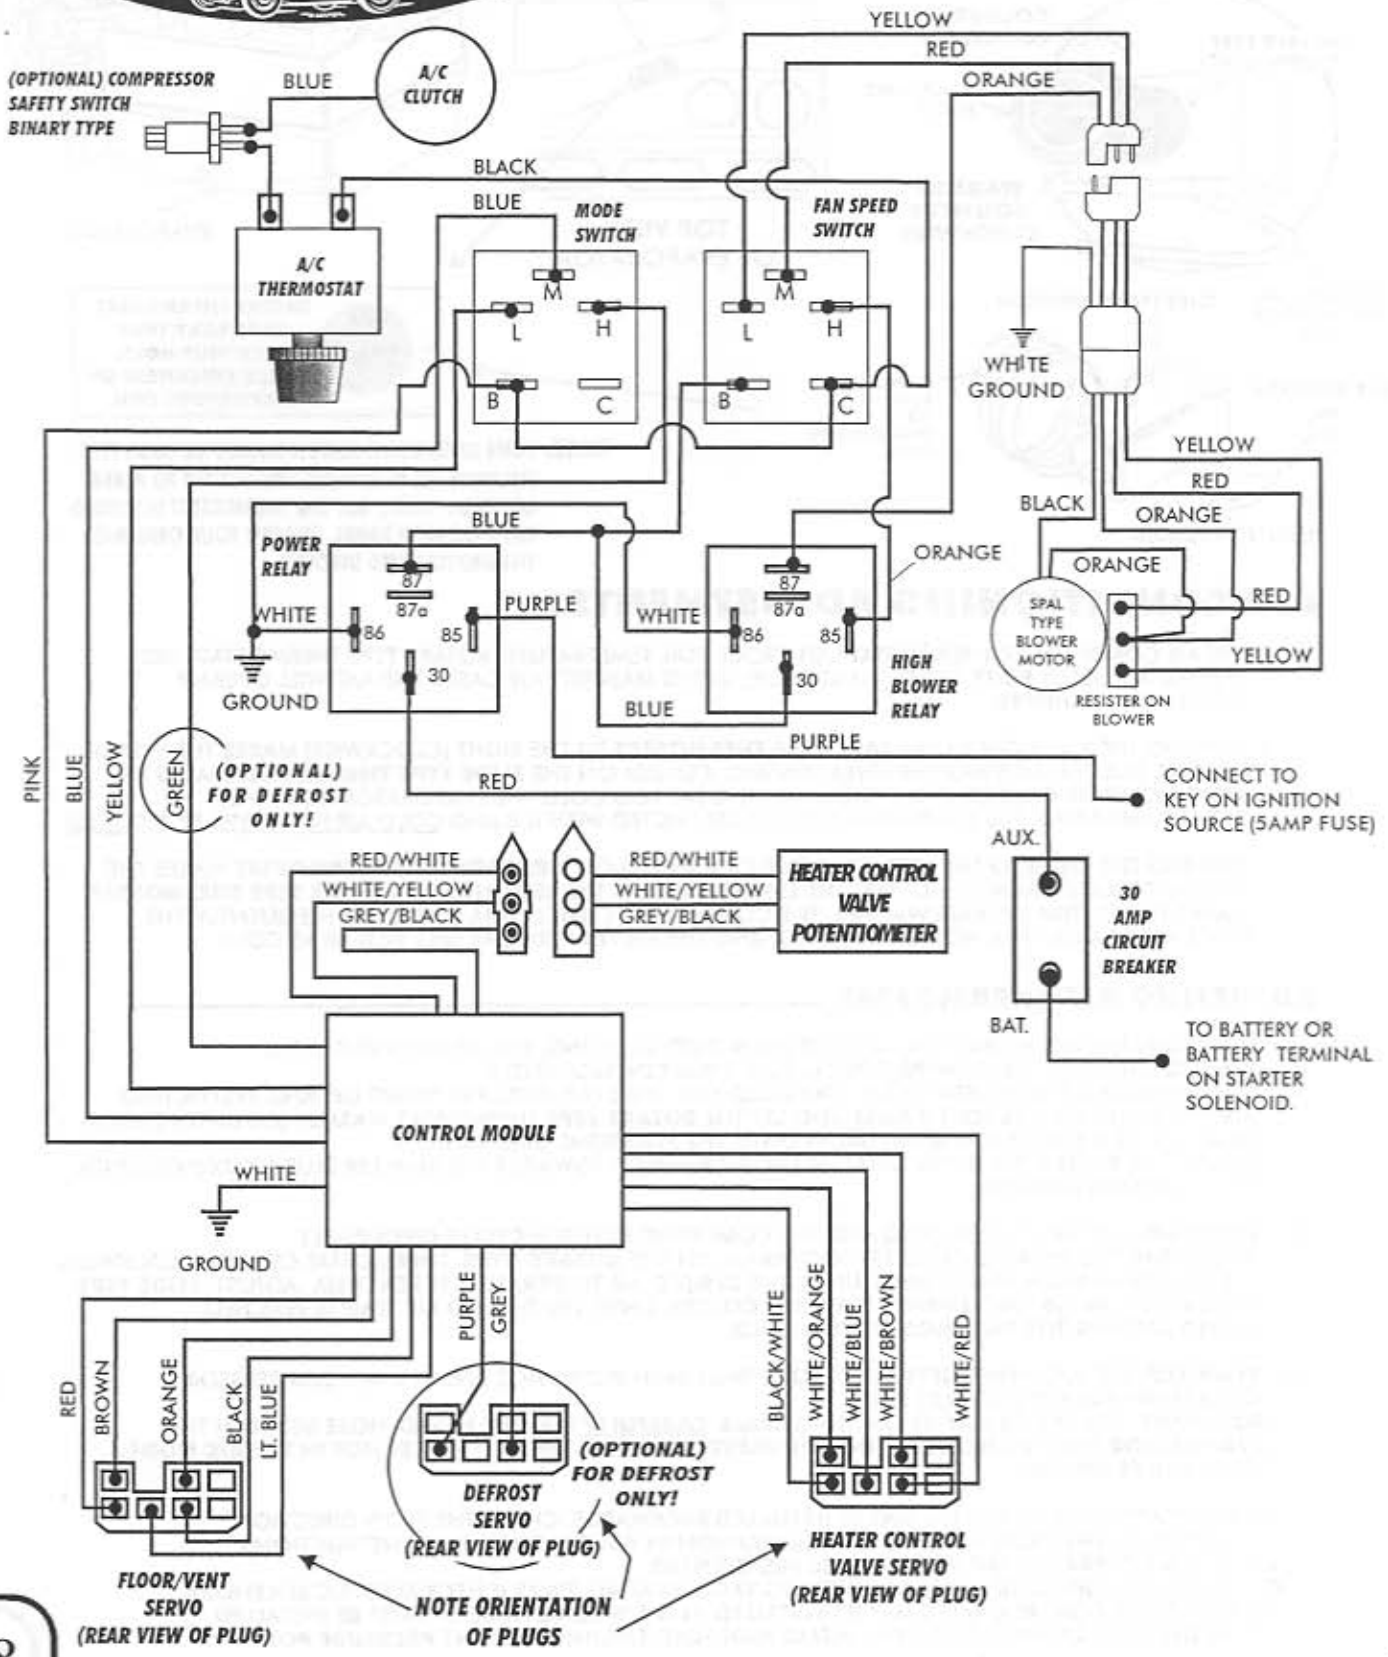 YELLOW
RED
ORANGE
(OPTIONAL) COMPRESSOR
SAFETY SWITCH
BINARY TYPE
BLUE
A/C
CLUTCH
BLACK
BLUE
MODE
SWITCH
FAN SPEED
SWITCH
A/C
THERMOSTAT
M
L
H
B
C
M
L
H
B
C
WHITE
GROUND
YELLOW
RED
BLACK
ORANGE
ORANGE
RED
YELLOW
SPAL
TYPE
BLOWER
MOTOR
RESISTER ON
BLOWER
BLUE
POWER
RELAY
87
87a
86
85
30
WHITE
PURPLE
GROUND
WHITE
87
87a
86
85
30
ORANGE
HIGH
BLOWER
RELAY
BLUE
PURPLE
RED
PINK
BLUE
YELLOW
GREEN
(OPTIONAL)
FOR DEFROST
ONLY!
CONNECT TO
KEY ON IGNITION
SOURCE (5AMP FUSE)
AUX.
30
AMP
CIRCUIT
BREAKER
BAT.
TO BATTERY OR
BATTERY TERMINAL
ON STARTER
SOLENOID.
RED/WHITE
WHITE/YELLOW
GREY/BLACK
RED/WHITE
WHITE/YELLOW
GREY/BLACK
HEATER CONTROL
VALVE
POTENTIOMETER
CONTROL MODULE
WHITE
GROUND
RED
BROWN
ORANGE
BLACK
LT. BLUE
PURPLE
GREY
BLACK/WHITE
WHITE/ORANGE
WHITE/BLUE
WHITE/BROWN
WHITE/RED
(OPTIONAL)
FOR DEFROST
ONLY!
DEFROST
SERVO
(REAR VIEW OF PLUG)
FLOOR/VENT
SERVO
(REAR VIEW OF PLUG)
NOTE ORIENTATION
OF PLUGS
HEATER CONTROL
VALVE SERVO
(REAR VIEW OF PLUG)